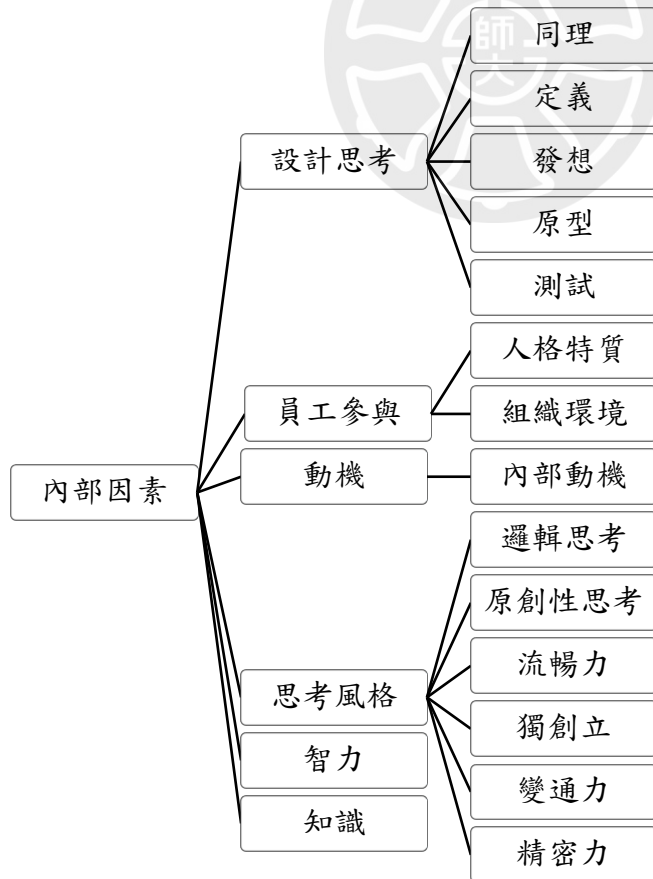 師
大
同理
定義
設計思考
發想
原型
測試
人格特質
員工參與
組織環境
內部因素
動機
內部動機
邏輯思考
原創性思考
流暢力
思考風格
獨創立
智力
變通力
知識
精密力